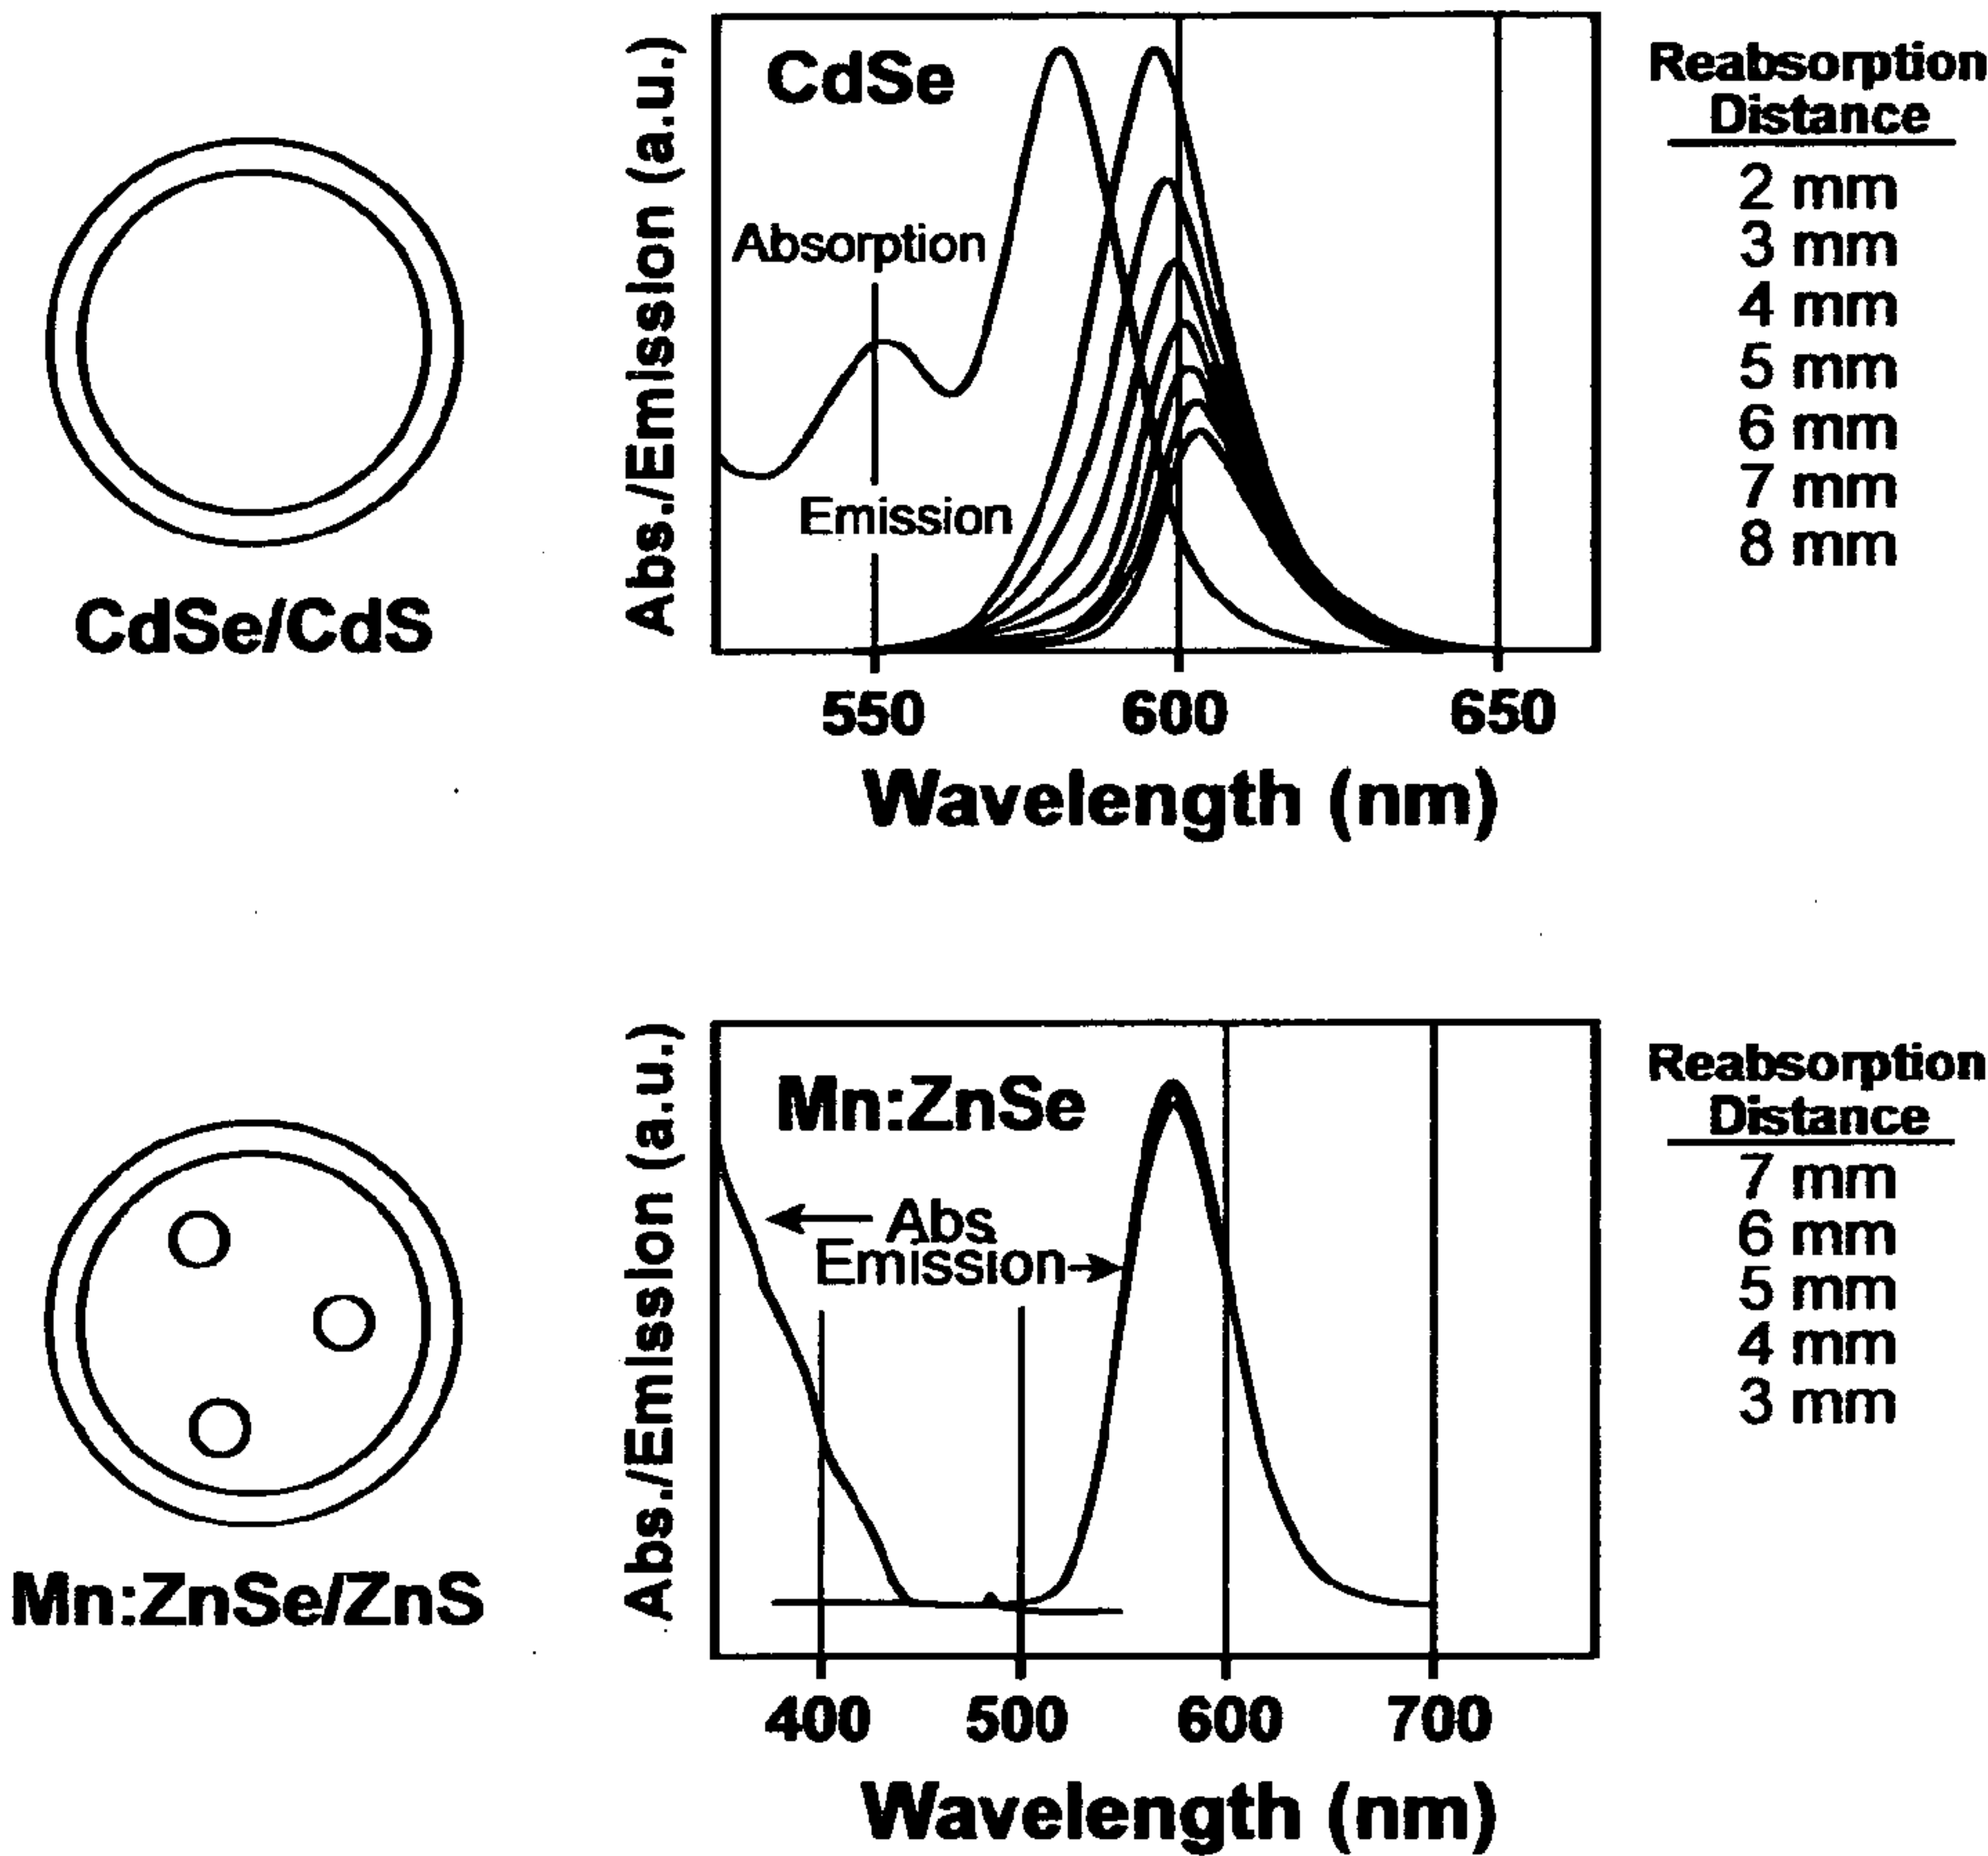 CdSe
Abs./Emission (a.u.)
Absorption
Emission
550
600
650
Wavelength (nm)
CdSe/CdS
Reabsorption
Distance
2 mm
3 mm
4 mm
5 mm
6 mm
7 mm
8 mm
Mn:ZnSe
Abs./Emission (a.u.)
Abs
Emission
400
500
600
700
Wavelength (nm)
Mn:ZnSe/ZnS
Reabsorption
Distance
7 mm
6 mm
5 mm
4 mm
3 mm